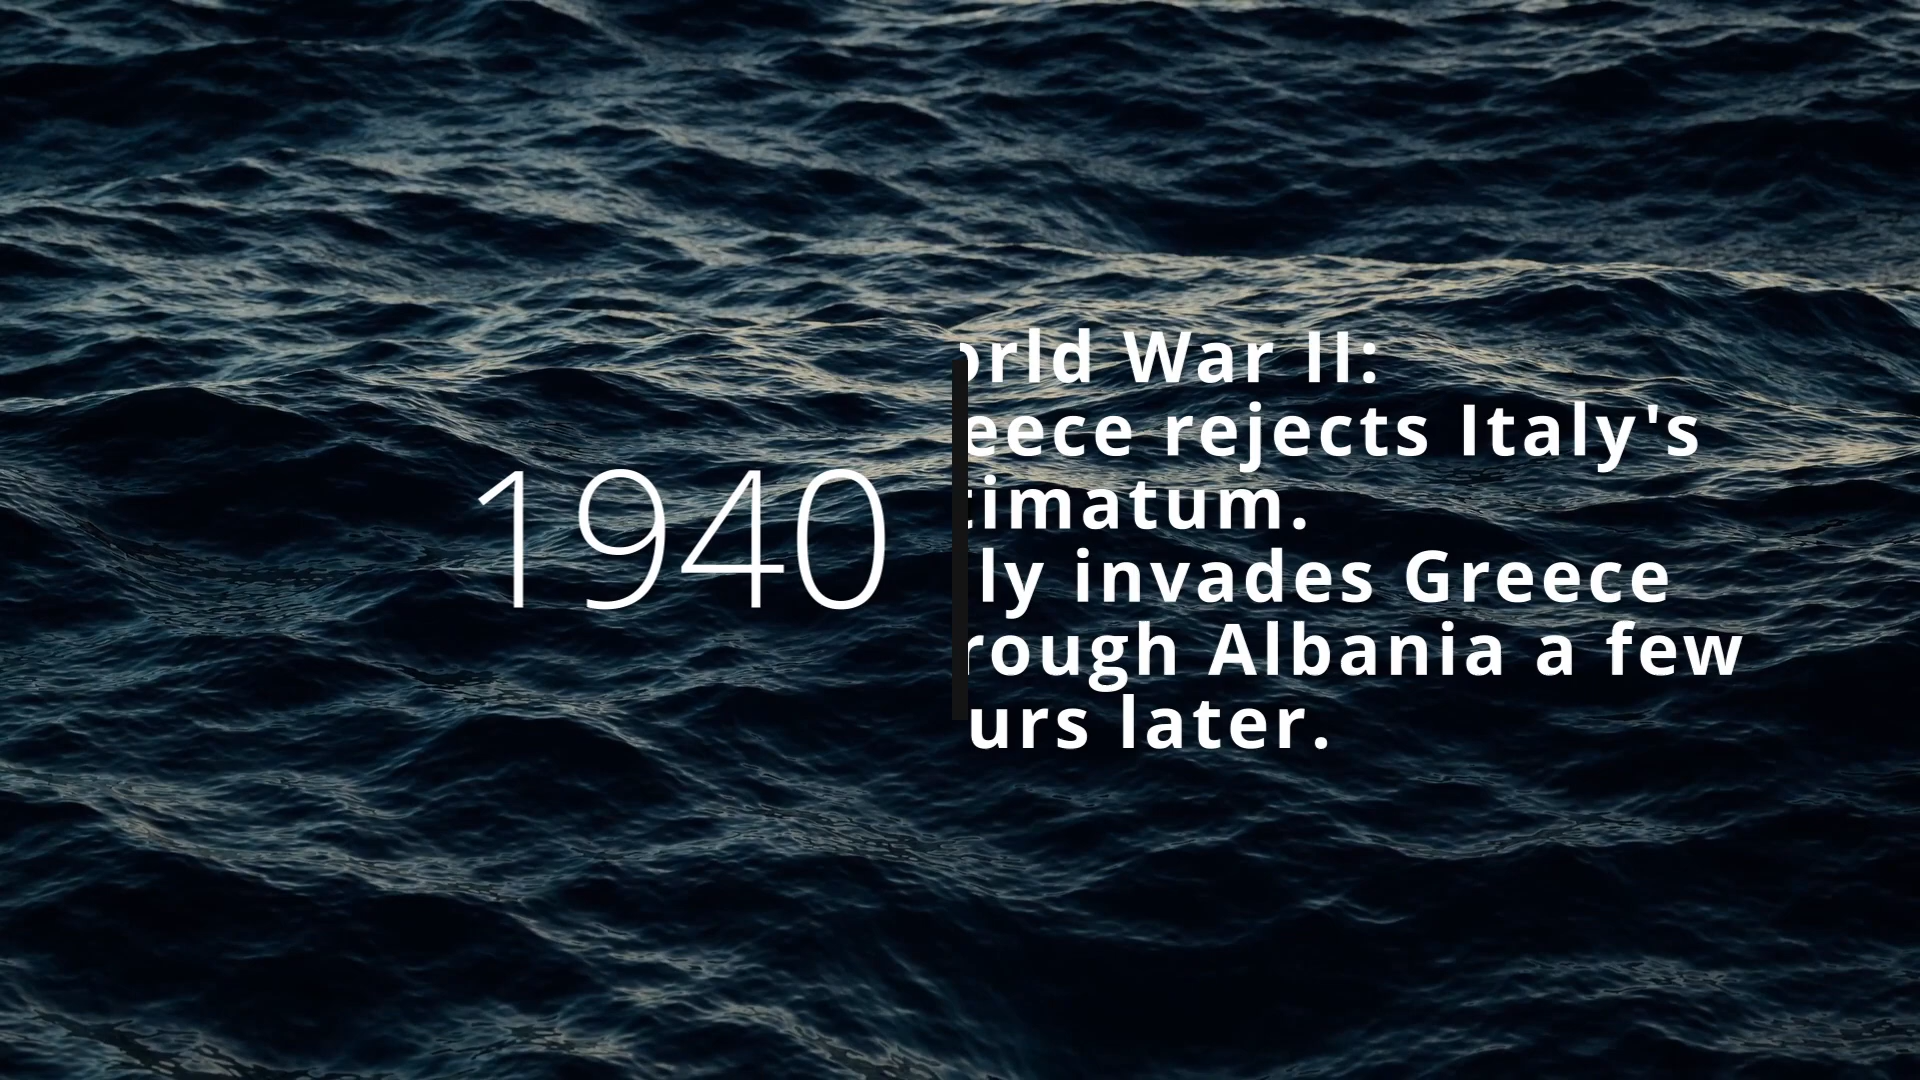 1940
orld War II:
eece rejects Italy's
timatum.
ly invades Greece
rough Albania a few
urs later.